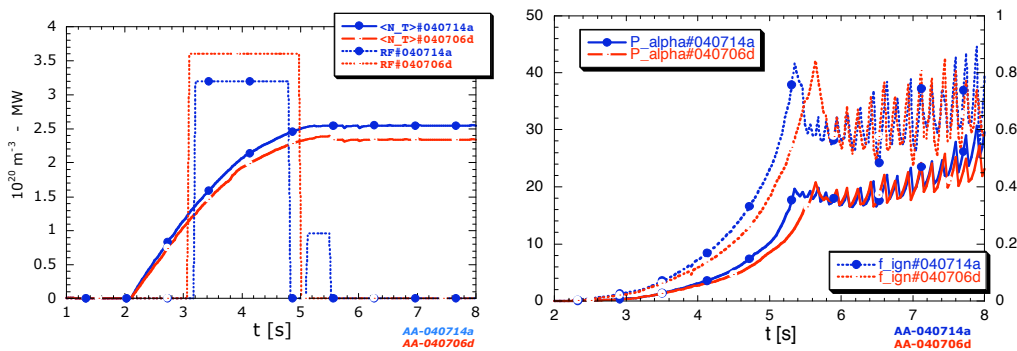 <N_T>#040714a
<N_T>#040706d
RF#040714a
RF#040706d
10²⁰ m⁻³ - MW
4
3.5
3
2.5
2
1.5
1
0.5
0
1 2 3 4 5 6 7 8
t [s]
AA-040714a
AA-040706d
P_alpha#040714a
P_alpha#040706d
50
40
30
20
10
0
1
0.8
0.6
0.4
0.2
0
f_ign#040714a
f_ign#040706d
2 3 4 5 6 7 8
t [s]
AA-040714a
AA-040706d